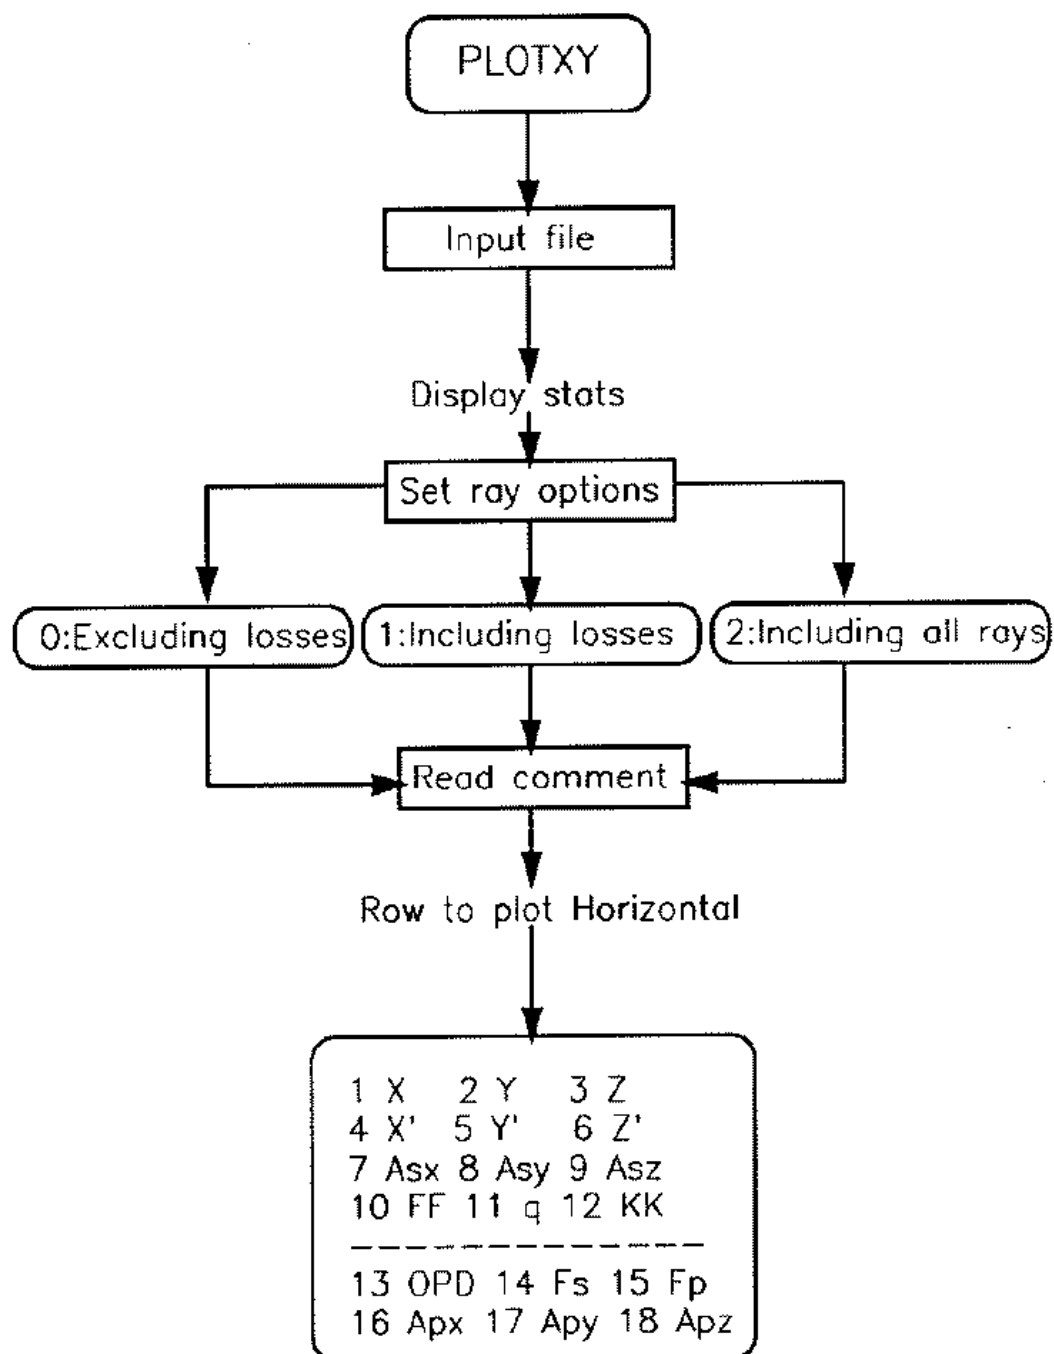 PLOTXY
Input file
Display stats
Set ray options
0:Excluding losses
1:Including losses
2:Including all rays
Read comment
Row to plot Horizontal
1 X 2 Y 3 Z
4 X' 5 Y' 6 Z'
7 Asx 8 Asy 9 Asz
10 FF 11 q 12 KK
13 OPD 14 Fs 15 Fp
16 Apx 17 Apy 18 Apz